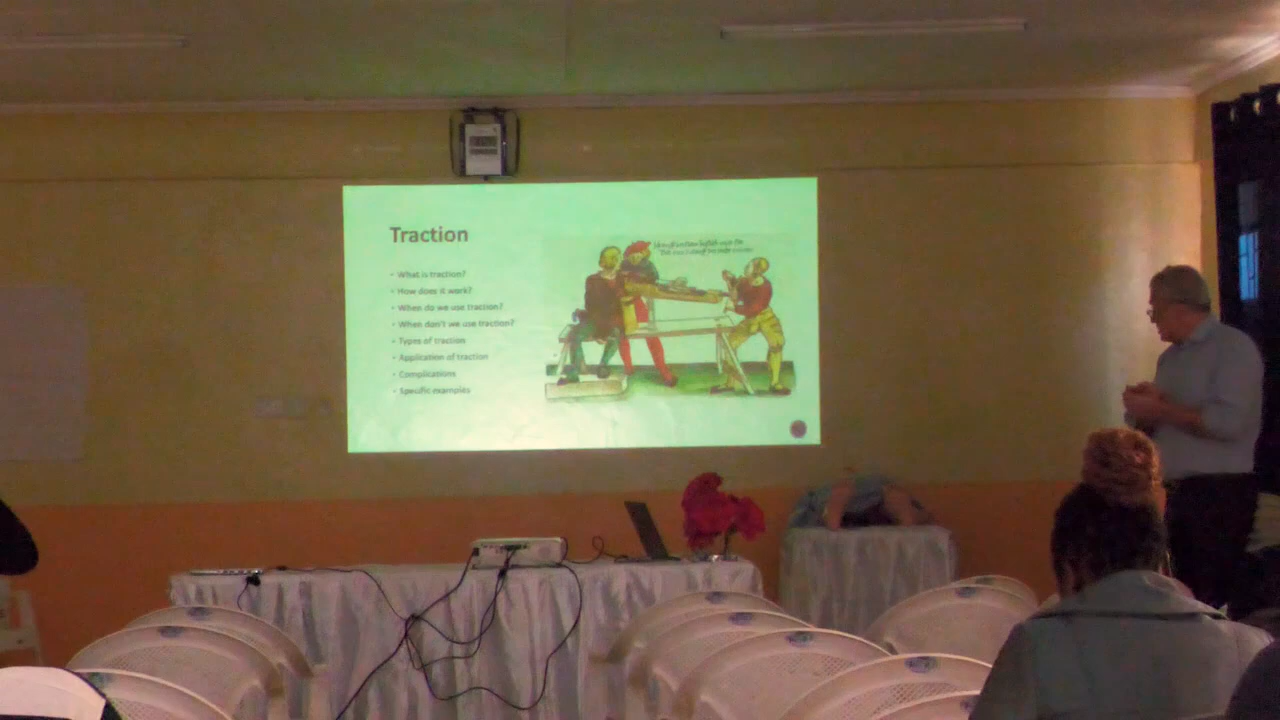 Traction
• What is traction?
• How does it work?
• When do we use traction?
• When don't we use traction?
• Types of traction
• Application of traction
• Complications
• Specific examples